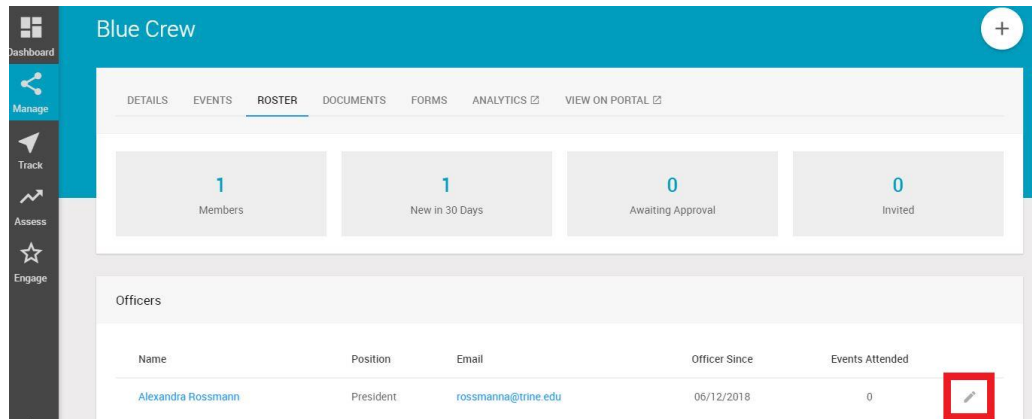 Blue Crew
Dashboard
Manage
Track
Assess
Engage
DETAILS EVENTS ROSTER DOCUMENTS FORMS ANALYTICS VIEW ON PORTAL
1 1 0 0
Members New in 30 Days Awaiting Approval Invited
Officers
Name Position Email Officer Since Events Attended
Alexandra Rossmann President rossmanna@trine.edu 06/12/2018 0